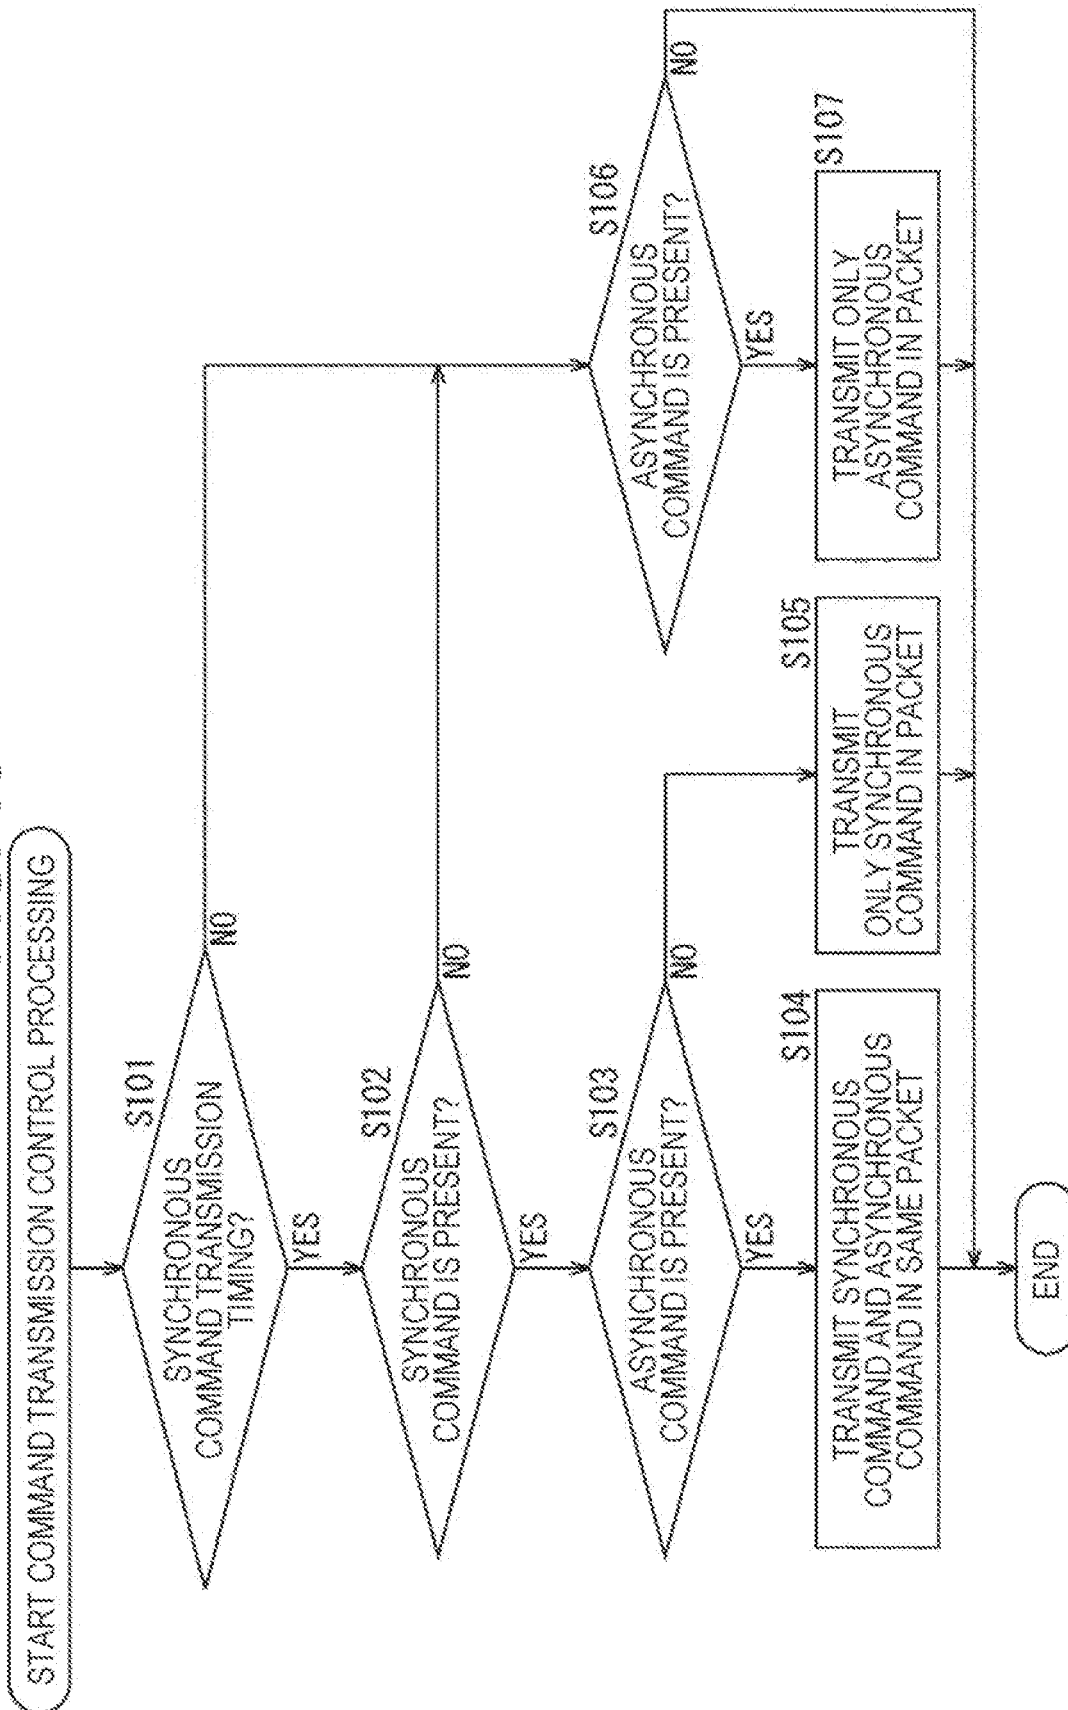 START COMMAND TRANSMISSION CONTROL PROCESSING
S101
SYNCHRONOUS
COMMAND TRANSMISSION
TIMING?
NO
YES
S102
SYNCHRONOUS
COMMAND IS PRESENT?
NO
YES
S103
ASYNCHRONOUS
COMMAND IS PRESENT?
NO
YES
S106
ASYNCHRONOUS
COMMAND IS PRESENT?
NO
YES
S104
TRANSMIT SYNCHRONOUS
COMMAND AND ASYNCHRONOUS
COMMAND IN SAME PACKET
S105
TRANSMIT
ONLY SYNCHRONOUS
COMMAND IN PACKET
S107
TRANSMIT ONLY
ASYNCHRONOUS
COMMAND IN PACKET
END